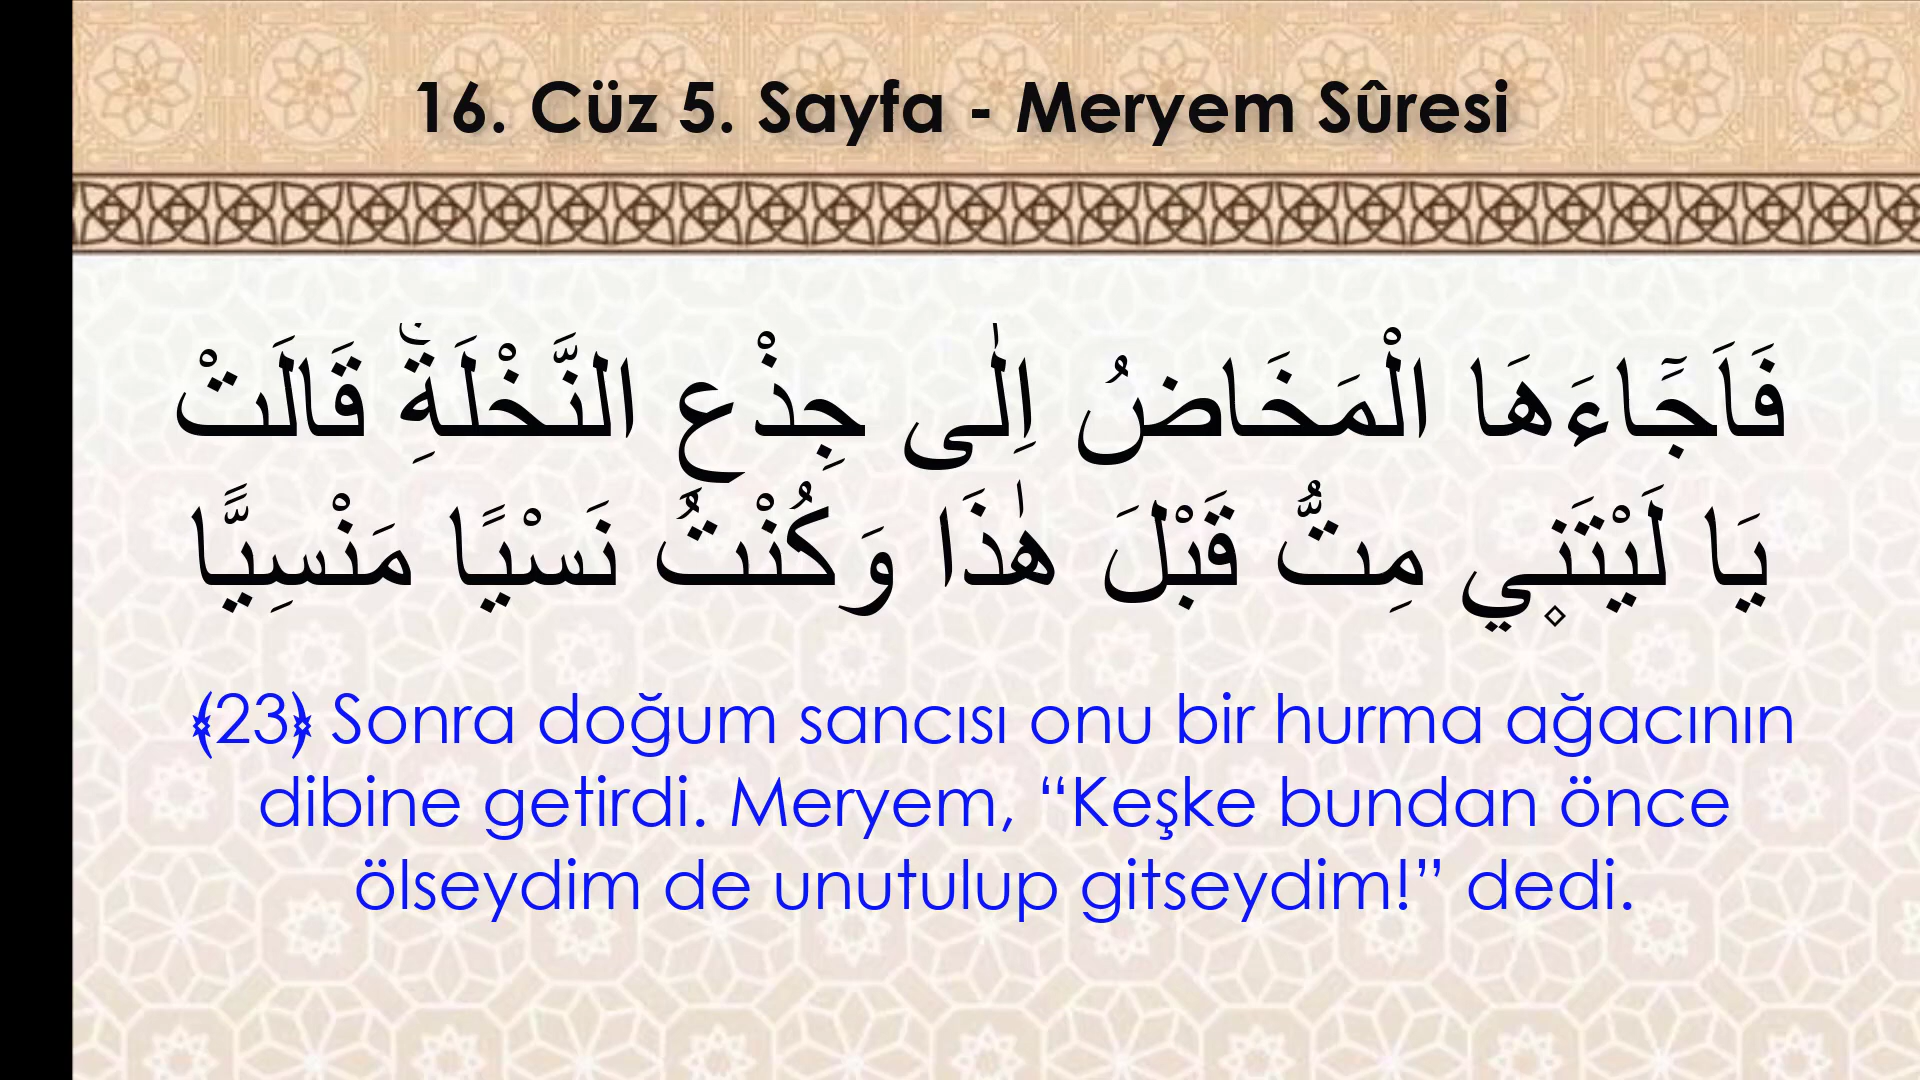 16. Cüz 5. Sayfa - Meryem Sûresi
فَاَجَٓاءَهَا الْمَخَاضُ اِلٰى جِذْعِ النَّخْلَةِۚ قَالَتْ
يَا لَيْتَن۪ي مِتُّ قَبْلَ هٰذَا وَكُنْتُ نَسْيًا مَنْسِيًّا
﴾23﴿ Sonra doğum sancısı onu bir hurma ağacının
dibine getirdi. Meryem, “Keşke bundan önce
ölseydim de unutulup gitseydim!” dedi.